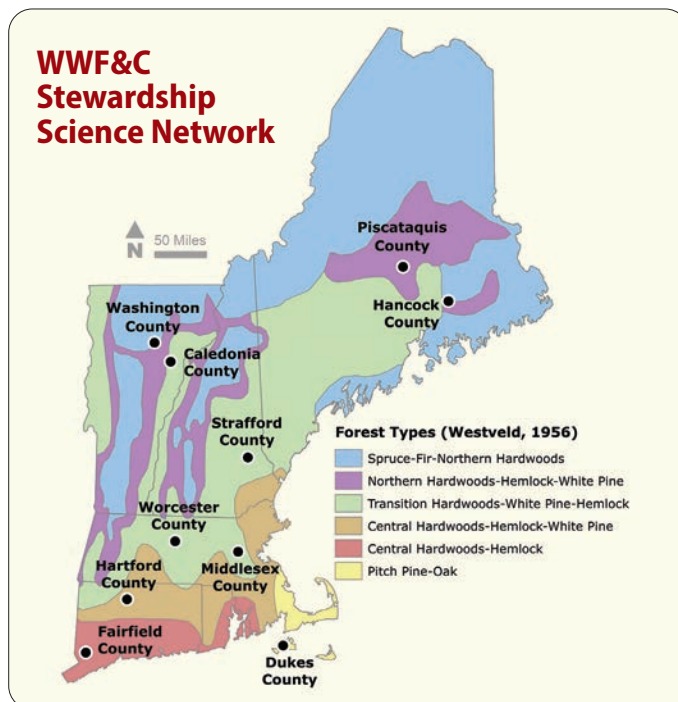 WWF&C
Stewardship
Science Network
N
50 Miles
Piscataquis
County
Hancock
County
Washington
County
Caledonia
County
Strafford
County
Worcester
County
Middlesex
County
Hartford
County
Fairfield
County
Dukes
County
Forest Types (Westveld, 1956)
Spruce-Fir-Northern Hardwoods
Northern Hardwoods-Hemlock-White Pine
Transition Hardwoods-White Pine-Hemlock
Central Hardwoods-Hemlock-White Pine
Central Hardwoods-Hemlock
Pitch Pine-Oak